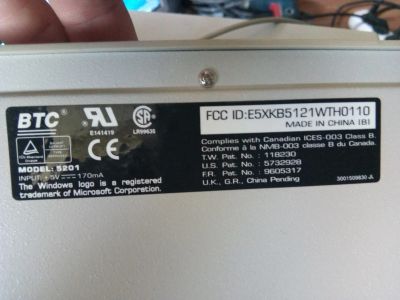 BTC
E141419
LR99635
FCC ID:E5XKB5121WTH0110
MADE IN CHINA (B)
MODEL: 5201
INPUT: +5V 170mA
The Windows logo is a registered
trademark of Microsoft Corporation.
Complies with Canadian ICES-003 Class B.
Conforme à la NMB-003 classe B du Canada.
T.W. Pat. No. : 118230
U.S. Pat. No. : 5732928
F.R. Pat. No. : 9605317
U.K., G.R., China Pending
3001509830-A